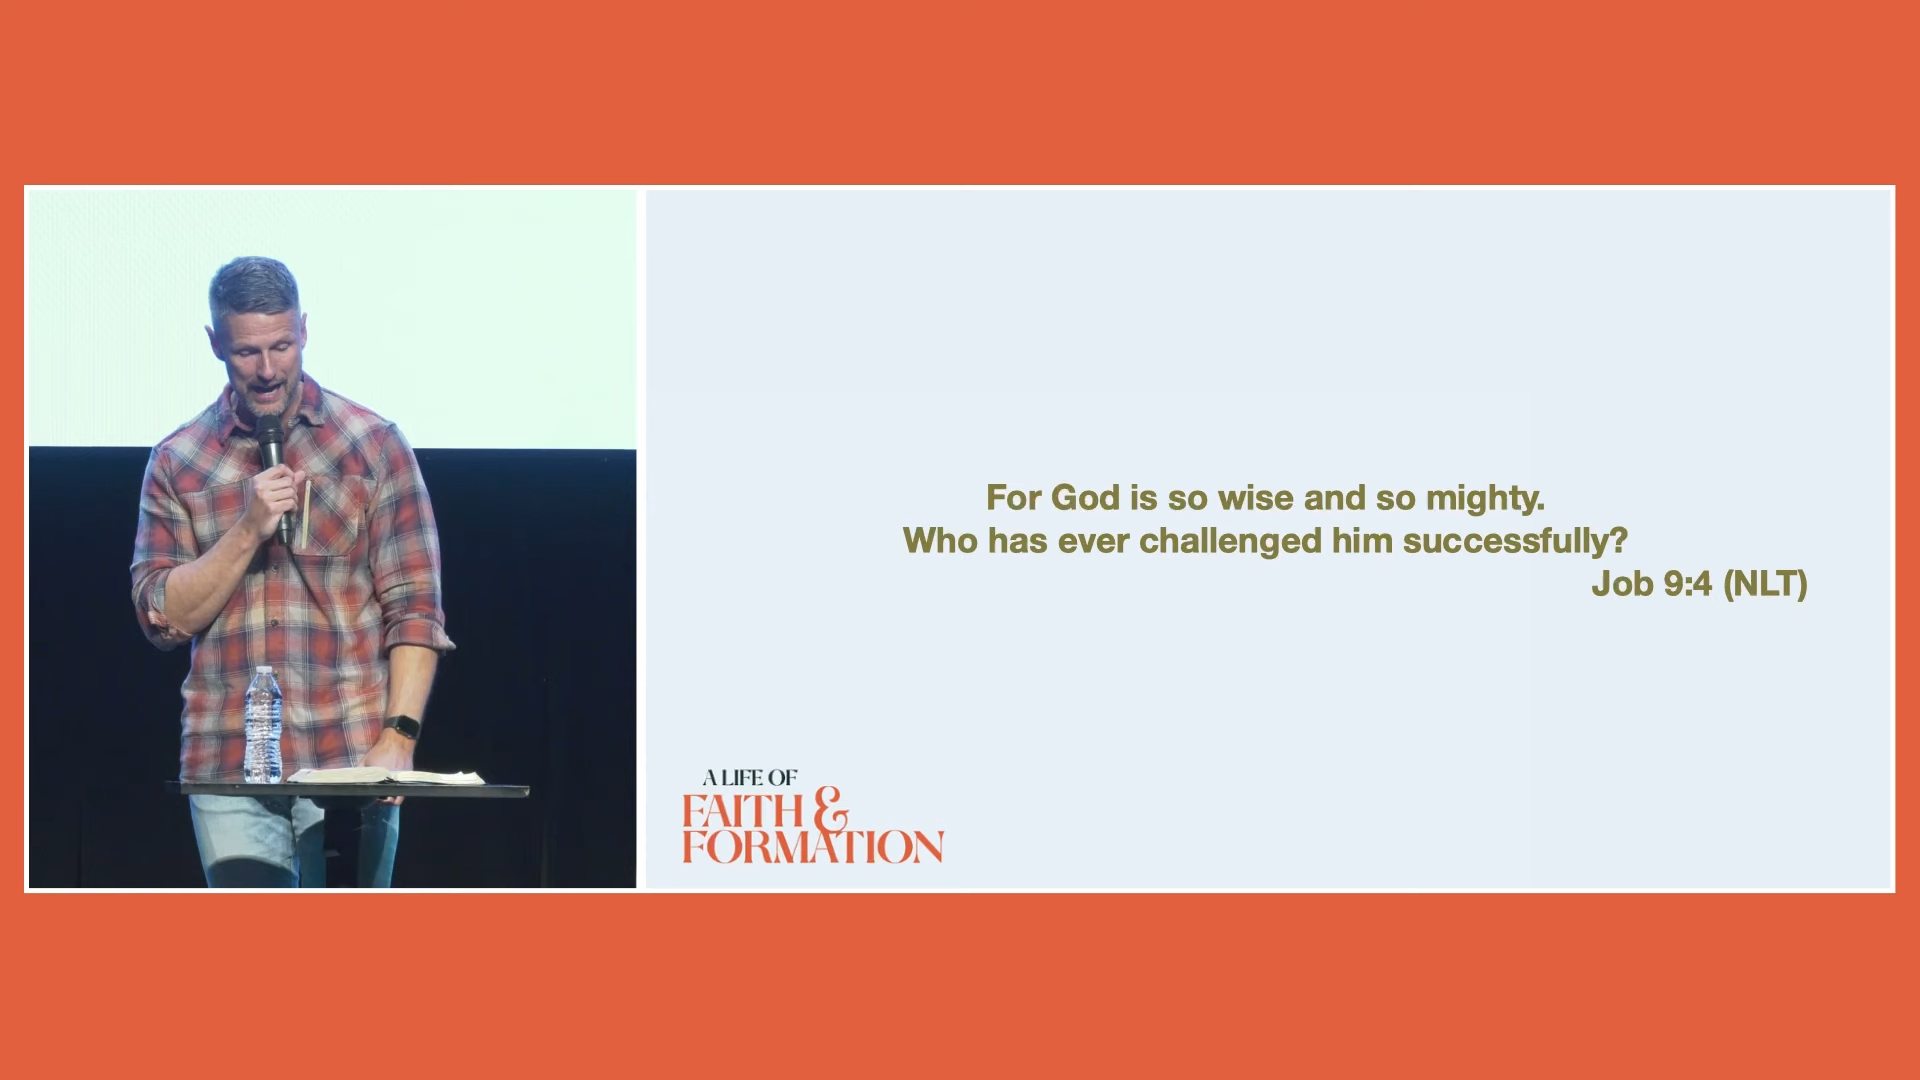 For God is so wise and so mighty.
Who has ever challenged him successfully?
Job 9:4 (NLT)
A LIFE OF
FAITH &
FORMATION